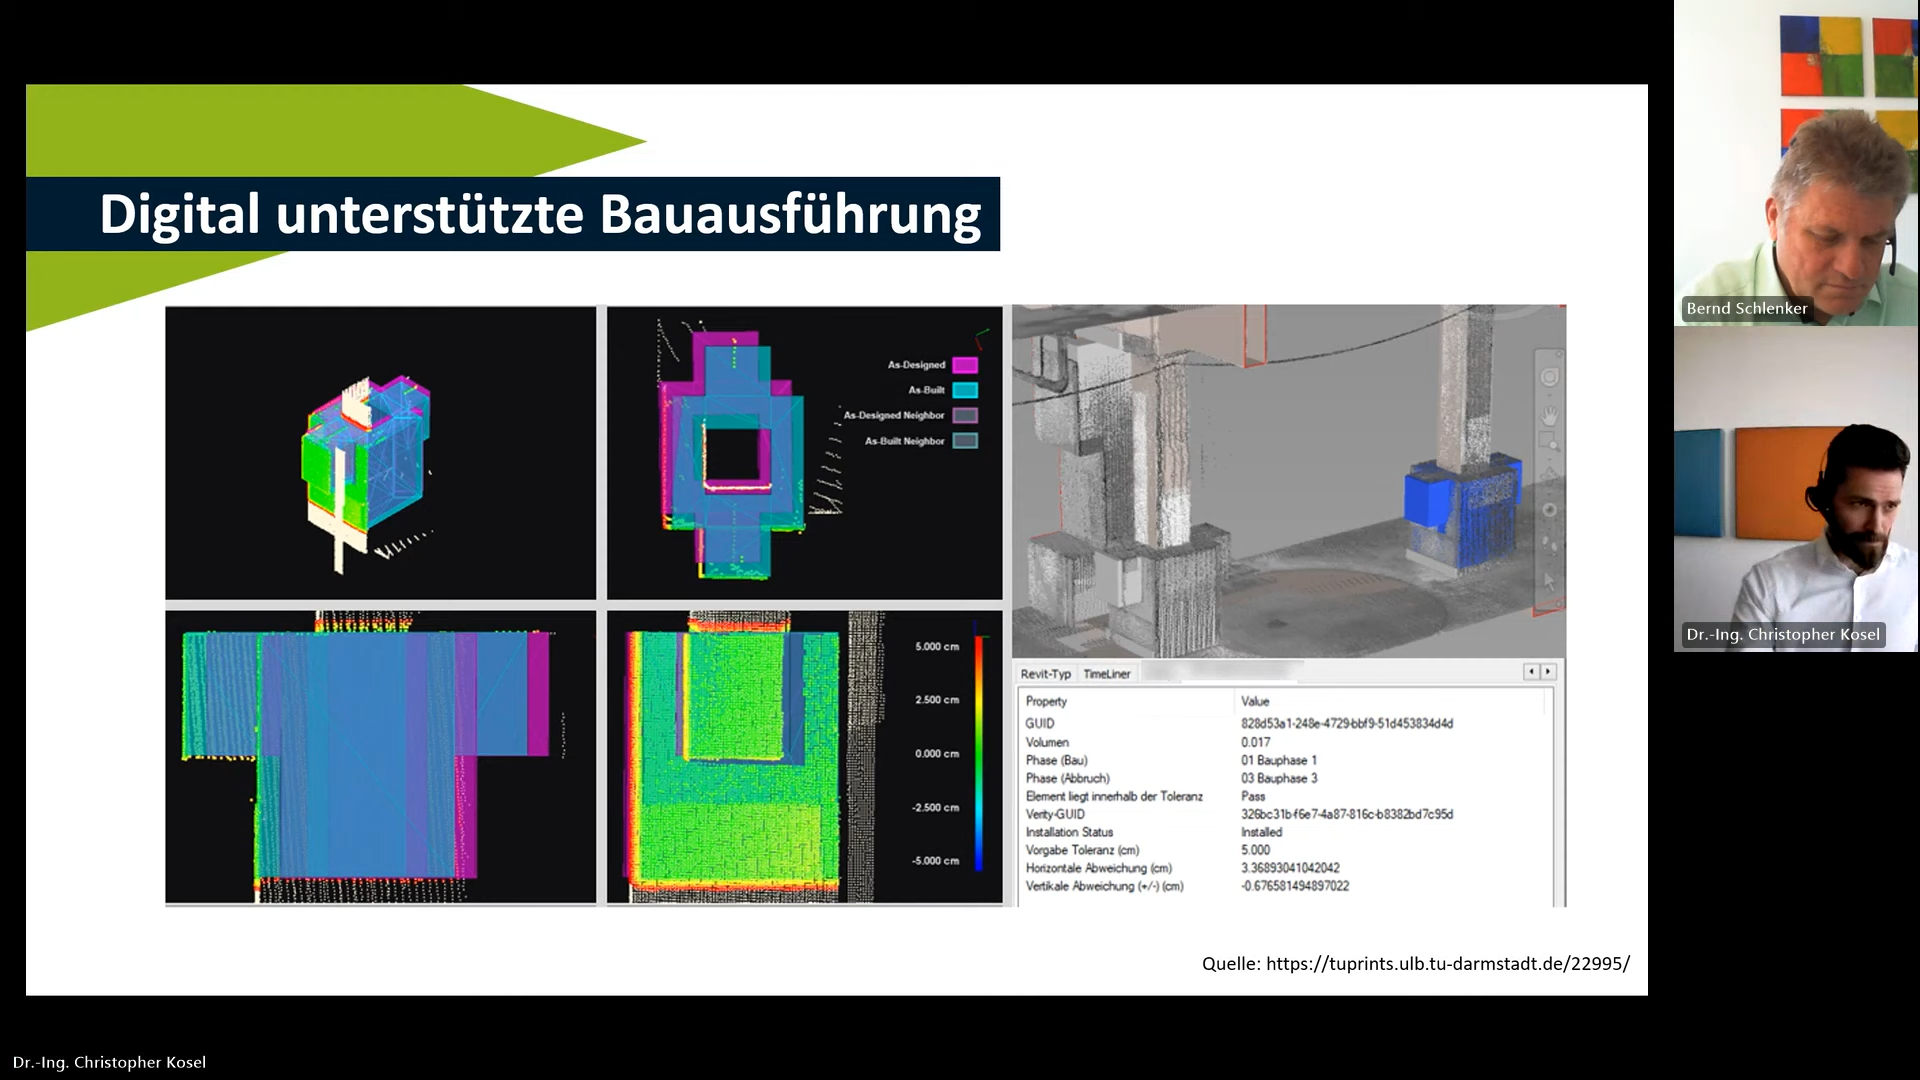 Digital unterstützte Bauausführung
As-Designed
As-Built
As-Designed Neighbor
As-Built Neighbor
5.000 cm
2.500 cm
0.000 cm
-2.500 cm
-5.000 cm
Revit-Typ TimeLiner
Property Value
GUID 828d53a1-248e-4729-bbf9-51d453834d4d
Volumen 0.017
Phase (Bau) 01 Bauphase 1
Phase (Abbruch) 03 Bauphase 3
Element liegt innerhalb der Toleranz Pass
Verity-GUID 326bc31b-f6e7-4a87-816c-b8382bd7c95d
Installation Status Installed
Vorgabe Toleranz (cm) 5.000
Horizontale Abweichung (cm) 3.36893041042042
Vertikale Abweichung (+/-) (cm) -0.676581494897022
Quelle: https://tuprints.ulb.tu-darmstadt.de/22995/
Bernd Schlenker
Dr.-Ing. Christopher Kosel
Dr.-Ing. Christopher Kosel